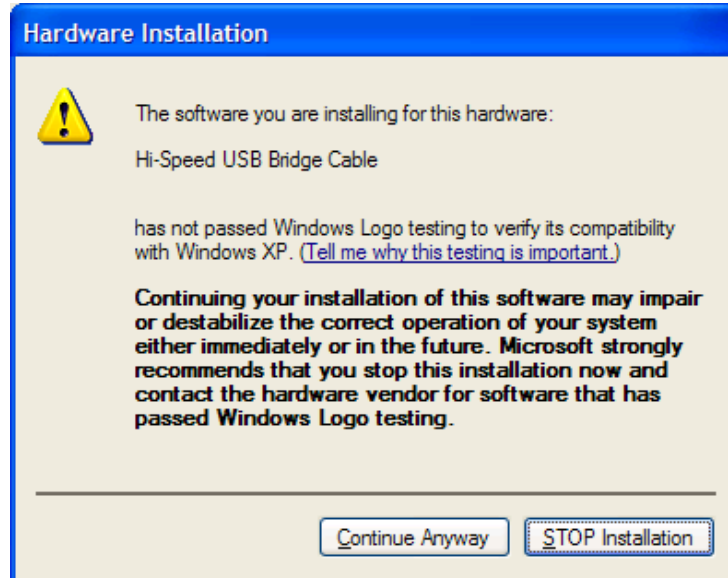 Hardware Installation
The software you are installing for this hardware:
Hi-Speed USB Bridge Cable
has not passed Windows Logo testing to verify its compatibility
with Windows XP. (Tell me why this testing is important.)
Continuing your installation of this software may impair
or destabilize the correct operation of your system
either immediately or in the future. Microsoft strongly
recommends that you stop this installation now and
contact the hardware vendor for software that has
passed Windows Logo testing.
Continue Anyway
STOP Installation